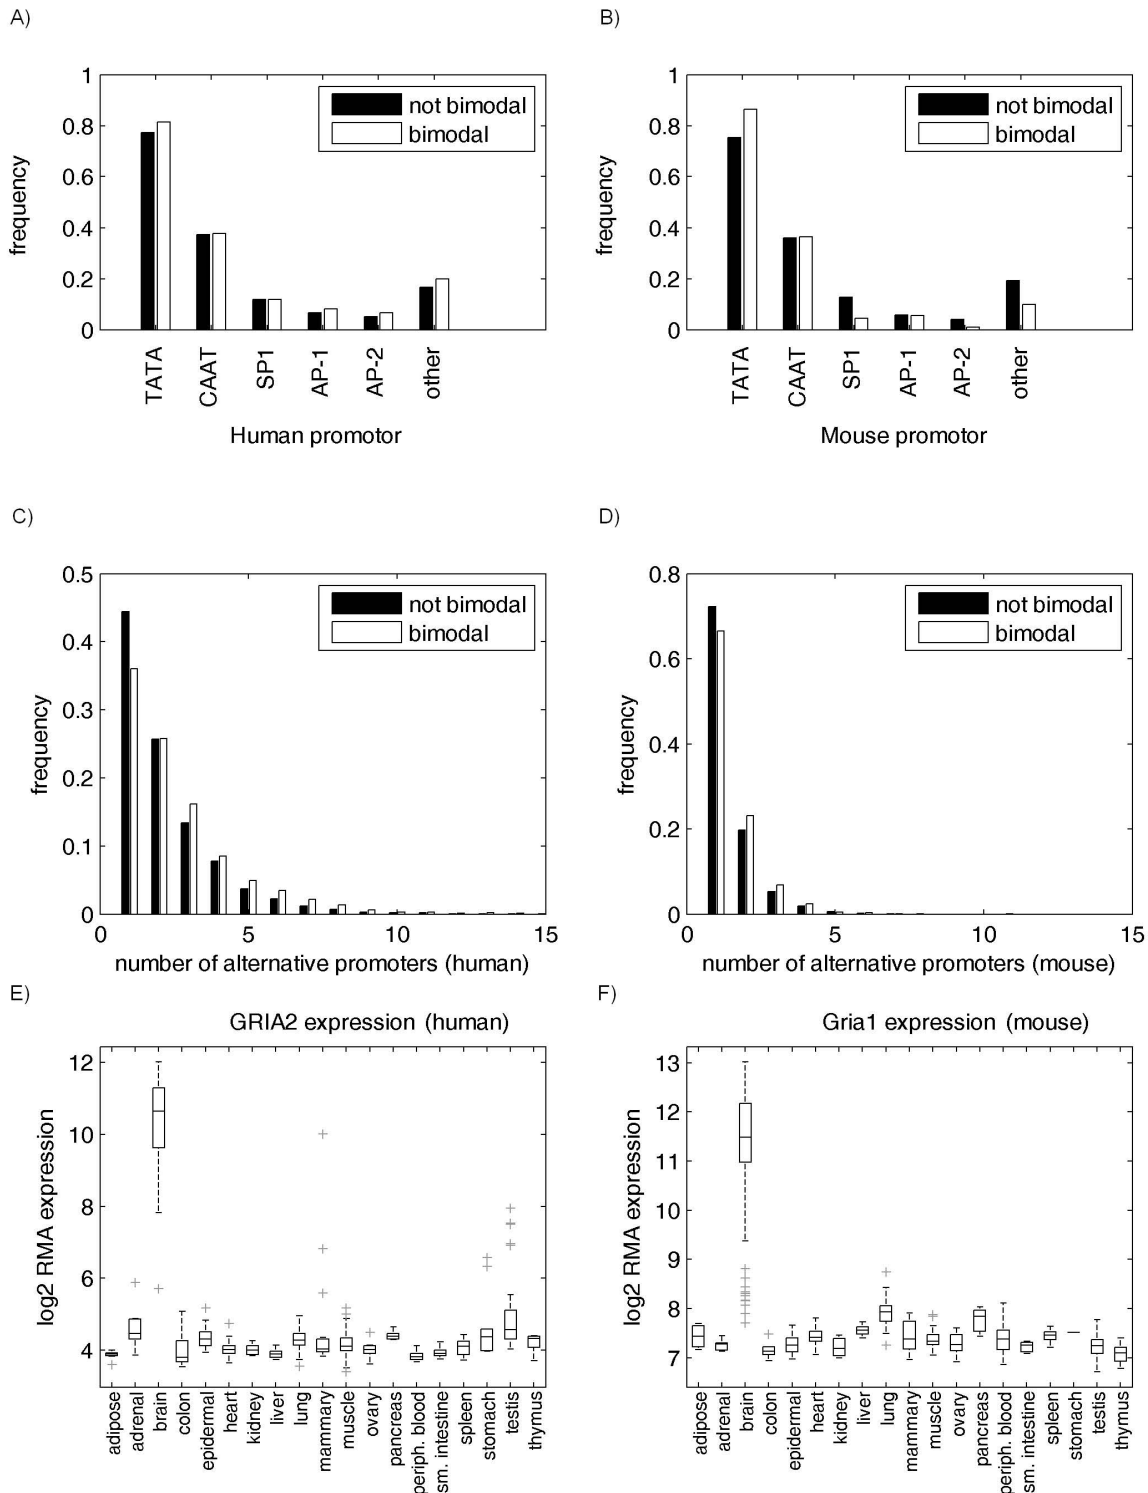 A)
1
0.8
0.6
0.4
0.2
0
frequency
not bimodal
bimodal
TATA
CAAT
SP1
AP-1
AP-2
other
Human promotor
B)
1
0.8
0.6
0.4
0.2
0
frequency
not bimodal
bimodal
TATA
CAAT
SP1
AP-1
AP-2
other
Mouse promotor
C)
0.5
0.4
0.3
0.2
0.1
0
frequency
not bimodal
bimodal
0 5 10 15
number of alternative promoters (human)
D)
0.8
0.6
0.4
0.2
0
frequency
not bimodal
bimodal
0 5 10 15
number of alternative promoters (mouse)
E)
GRIA2 expression (human)
12
10
8
6
4
log2 RMA expression
adipose
adrenal
brain
colon
epidermal
heart
kidney
liver
lung
mammary
muscle
ovary
pancreas
periph. blood
sm. intestine
spleen
stomach
testis
thymus
F)
Gria1 expression (mouse)
13
12
11
10
9
8
7
log2 RMA expression
adipose
adrenal
brain
colon
epidermal
heart
kidney
liver
lung
mammary
muscle
ovary
pancreas
periph. blood
sm. intestine
spleen
stomach
testis
thymus